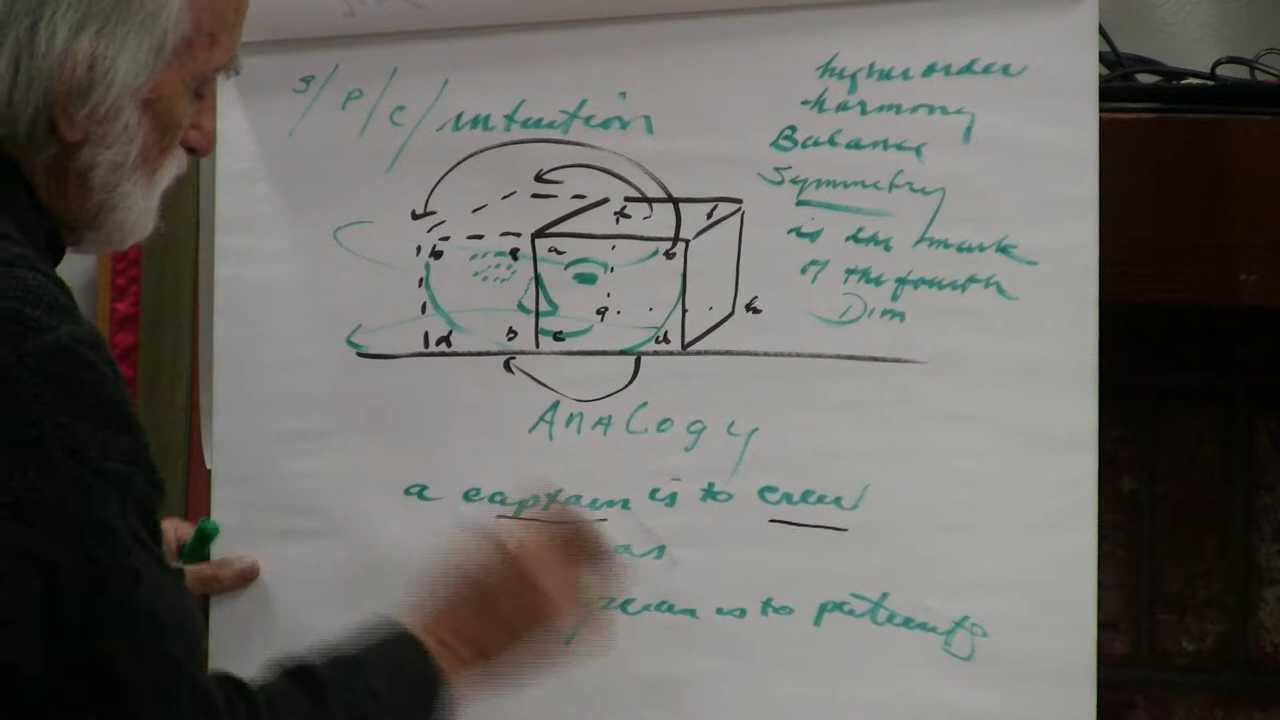 s/p/c/intuition
higher order
harmony
Balance
Symmetry
is the mark
of the fourth
Dim
b e a f b
g h
d b c d
ANALOGY
a captain is to crew
as
is to patients